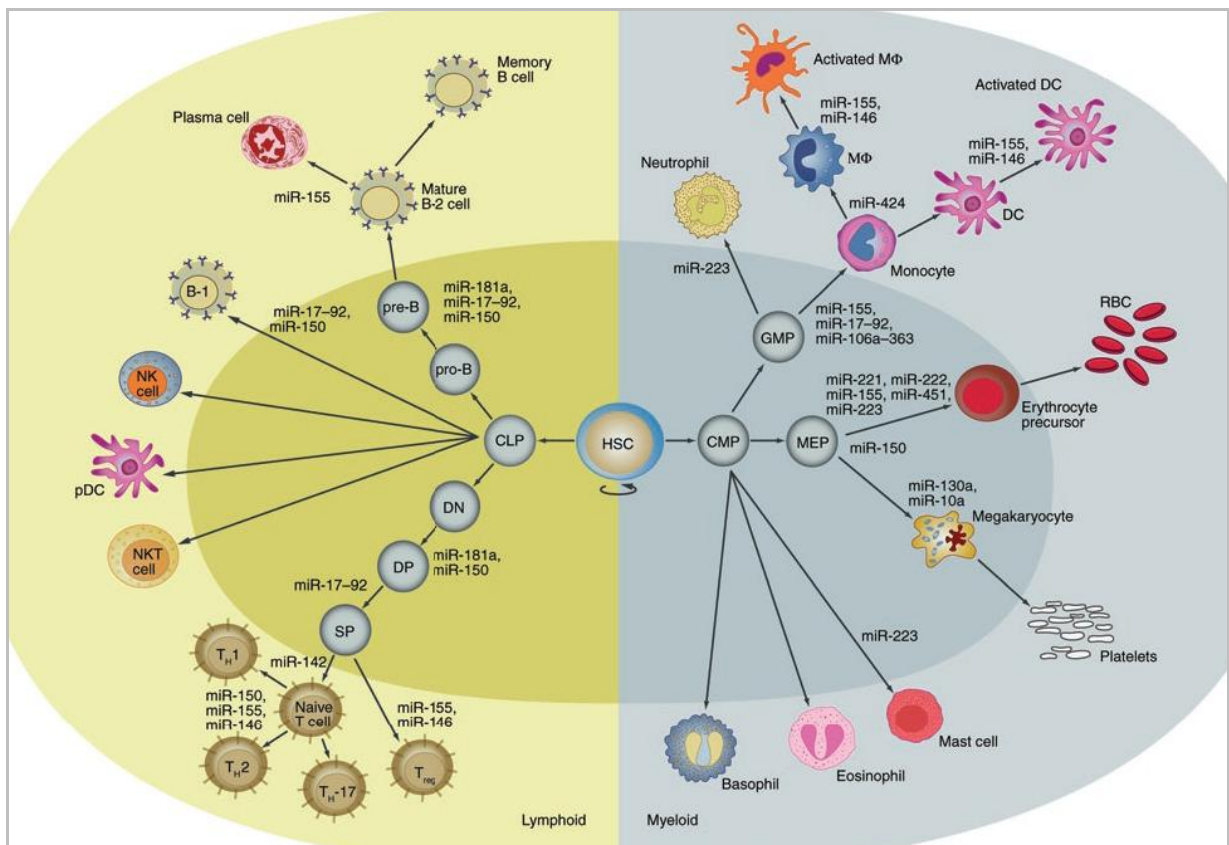 Memory
B cell
Plasma cell
miR-155
Mature
B-2 cell
B-1
miR-17–92,
miR-150
pre-B
miR-181a,
miR-17–92,
miR-150
pro-B
NK
cell
pDC
NKT
cell
CLP
HSC
DN
DP
miR-181a,
miR-150
miR-17–92
SP
TH1
miR-142
miR-150,
miR-155,
miR-146
Naive
T cell
miR-155,
miR-146
TH2
TH-17
Treg
Lymphoid
Activated MΦ
miR-155,
miR-146
MΦ
Activated DC
miR-155,
miR-146
Neutrophil
miR-424
DC
Monocyte
miR-223
GMP
miR-155,
miR-17–92,
miR-106a–363
RBC
miR-221, miR-222,
miR-155, miR-451,
miR-223
Erythrocyte
precursor
CMP
MEP
miR-150
miR-130a,
miR-10a
Megakaryocyte
Platelets
miR-223
Mast cell
Eosinophil
Basophil
Myeloid